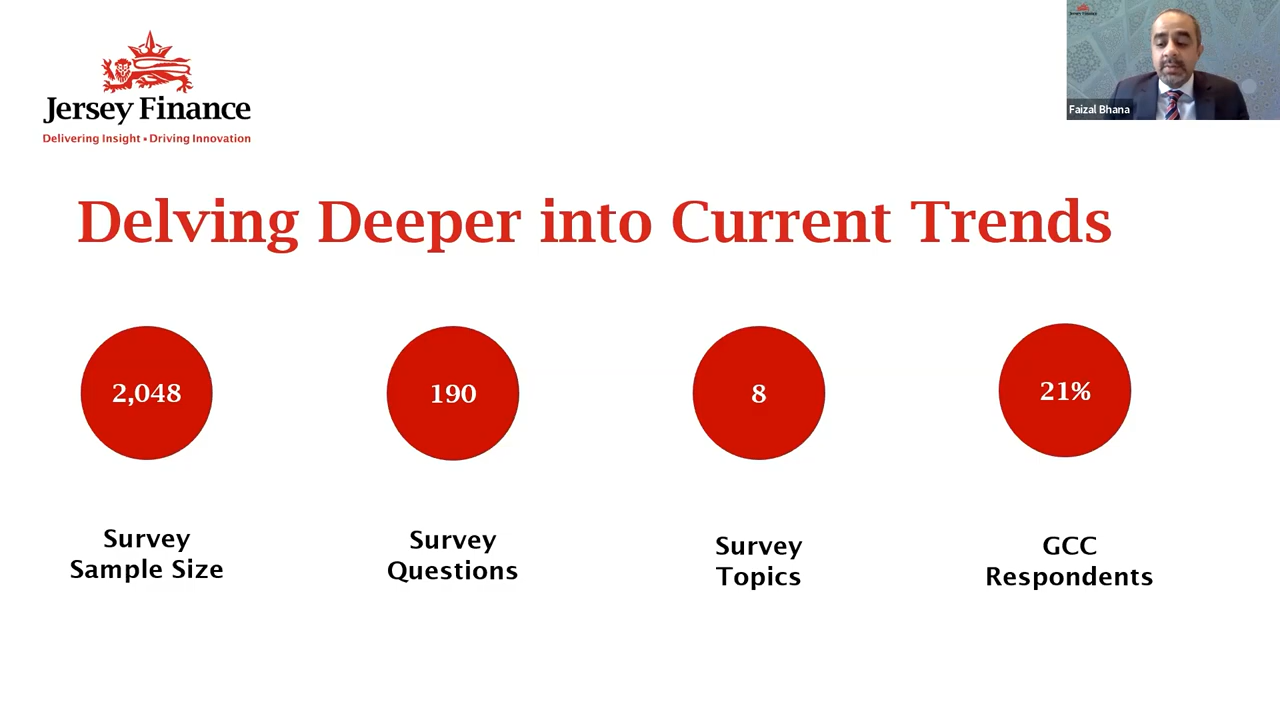 Jersey Finance
Delivering Insight • Driving Innovation
Faizal Bhana
Delving Deeper into Current Trends
2,048
190
8
21%
Survey
Sample Size
Survey
Questions
Survey
Topics
GCC
Respondents